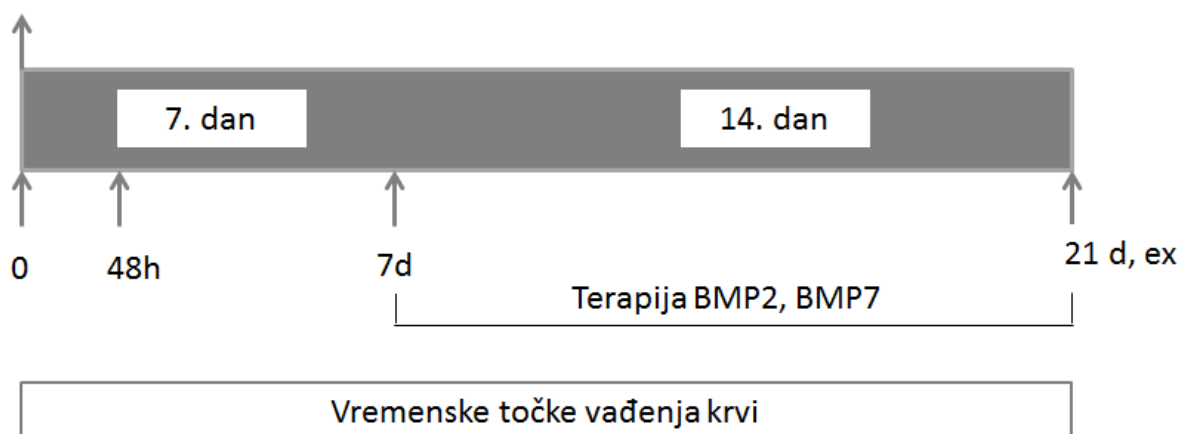 7. dan
14. dan
0
48h
7d
21 d, ex
Terapija BMP2, BMP7
Vremenske točke vađenja krvi